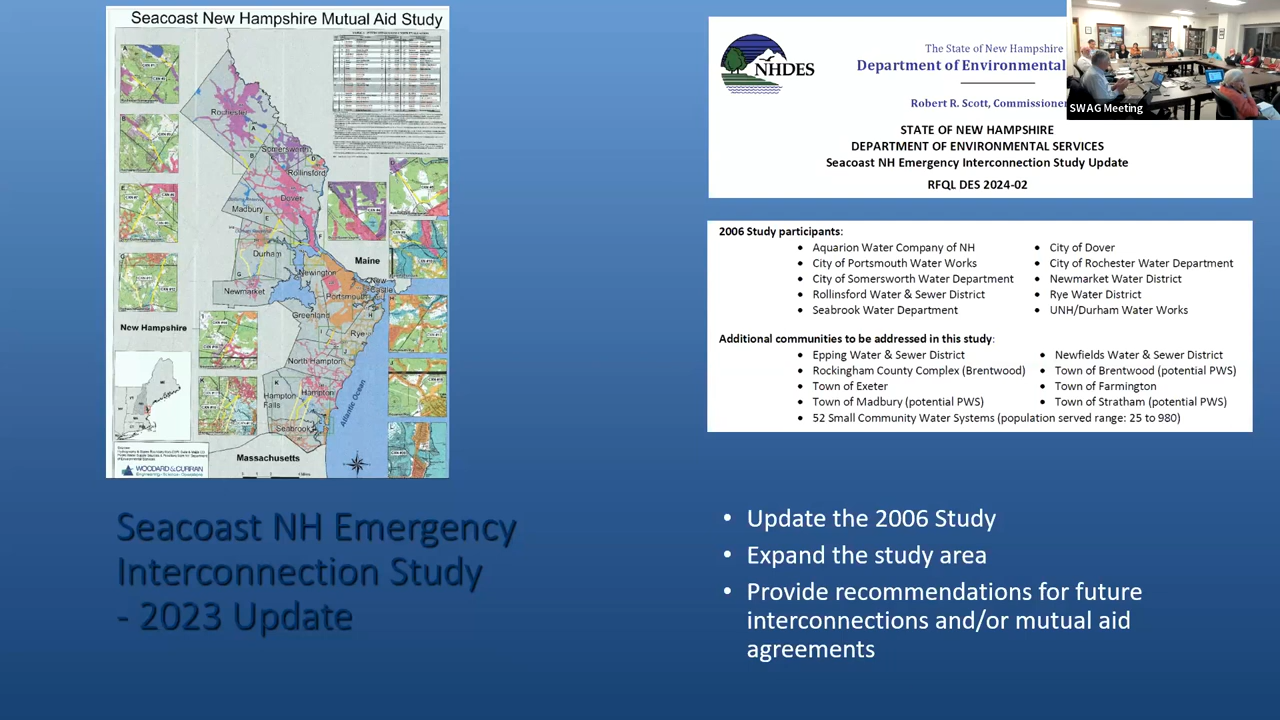 Seacoast New Hampshire Mutual Aid Study
Rochester
Somersworth
Rollinsford
Dover
Madbury
Durham
Maine
Newington
New Castle
Newmarket
Portsmouth
Greenland
New Hampshire
Rye
North Hampton
Hampton Falls
Hampton
Atlantic Ocean
Seabrook
Massachusetts
WOODARD & CURRAN
NHDES
The State of New Hampshire
Department of Environmental
Robert R. Scott, Commissioner
SWAG Meeting
STATE OF NEW HAMPSHIRE
DEPARTMENT OF ENVIRONMENTAL SERVICES
Seacoast NH Emergency Interconnection Study Update
RFQL DES 2024-02
2006 Study participants:
• Aquarion Water Company of NH
• City of Portsmouth Water Works
• City of Somersworth Water Department
• Rollinsford Water & Sewer District
• Seabrook Water Department
• City of Dover
• City of Rochester Water Department
• Newmarket Water District
• Rye Water District
• UNH/Durham Water Works
Additional communities to be addressed in this study:
• Epping Water & Sewer District
• Rockingham County Complex (Brentwood)
• Town of Exeter
• Town of Madbury (potential PWS)
• 52 Small Community Water Systems (population served range: 25 to 980)
• Newfields Water & Sewer District
• Town of Brentwood (potential PWS)
• Town of Farmington
• Town of Stratham (potential PWS)
Seacoast NH Emergency
Interconnection Study
- 2023 Update
• Update the 2006 Study
• Expand the study area
• Provide recommendations for future
interconnections and/or mutual aid
agreements